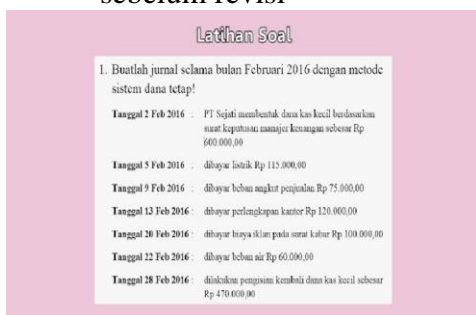 sebelum revisi
Latihan Soal
1. Buatlah jurnal selama bulan Februari 2016 dengan metode
sistem dana tetap!
Tanggal 2 Feb 2016 : PT Sejati membentuk dana kas kecil berdasarkan
surat keputusan manajer keuangan sebesar Rp
600.000,00
Tanggal 5 Feb 2016 : dibayar listrik Rp 115.000,00
Tanggal 9 Feb 2016 : dibayar beban angkut penjualan Rp 75.000,00
Tanggal 13 Feb 2016 : dibayar perlengkapan kantor Rp 120.000,00
Tanggal 20 Feb 2016 : dibayar biaya iklan pada surat kabar Rp 100.000,00
Tanggal 22 Feb 2016 : dibayar beban air Rp 60.000,00
Tanggal 28 Feb 2016 : dilakukan pengisian kembali dana kas kecil sebesar
Rp 470.000,00